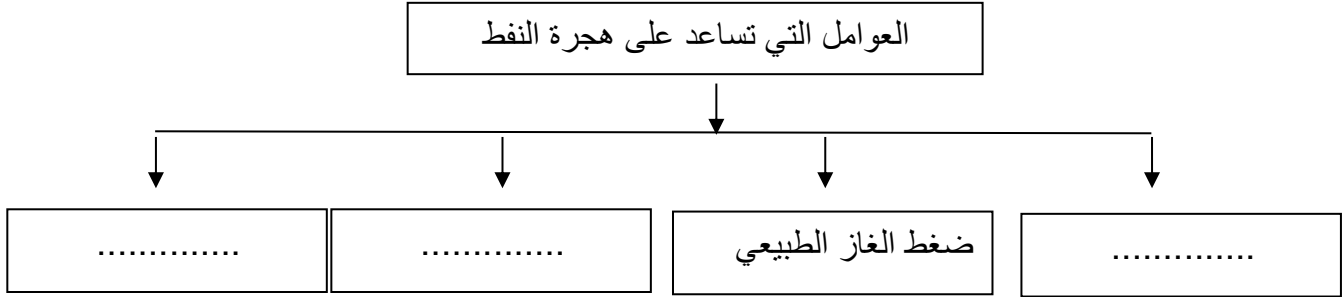 العوامل التي تساعد على هجرة النفط
..............
ضغط الغاز الطبيعي
..............
..............